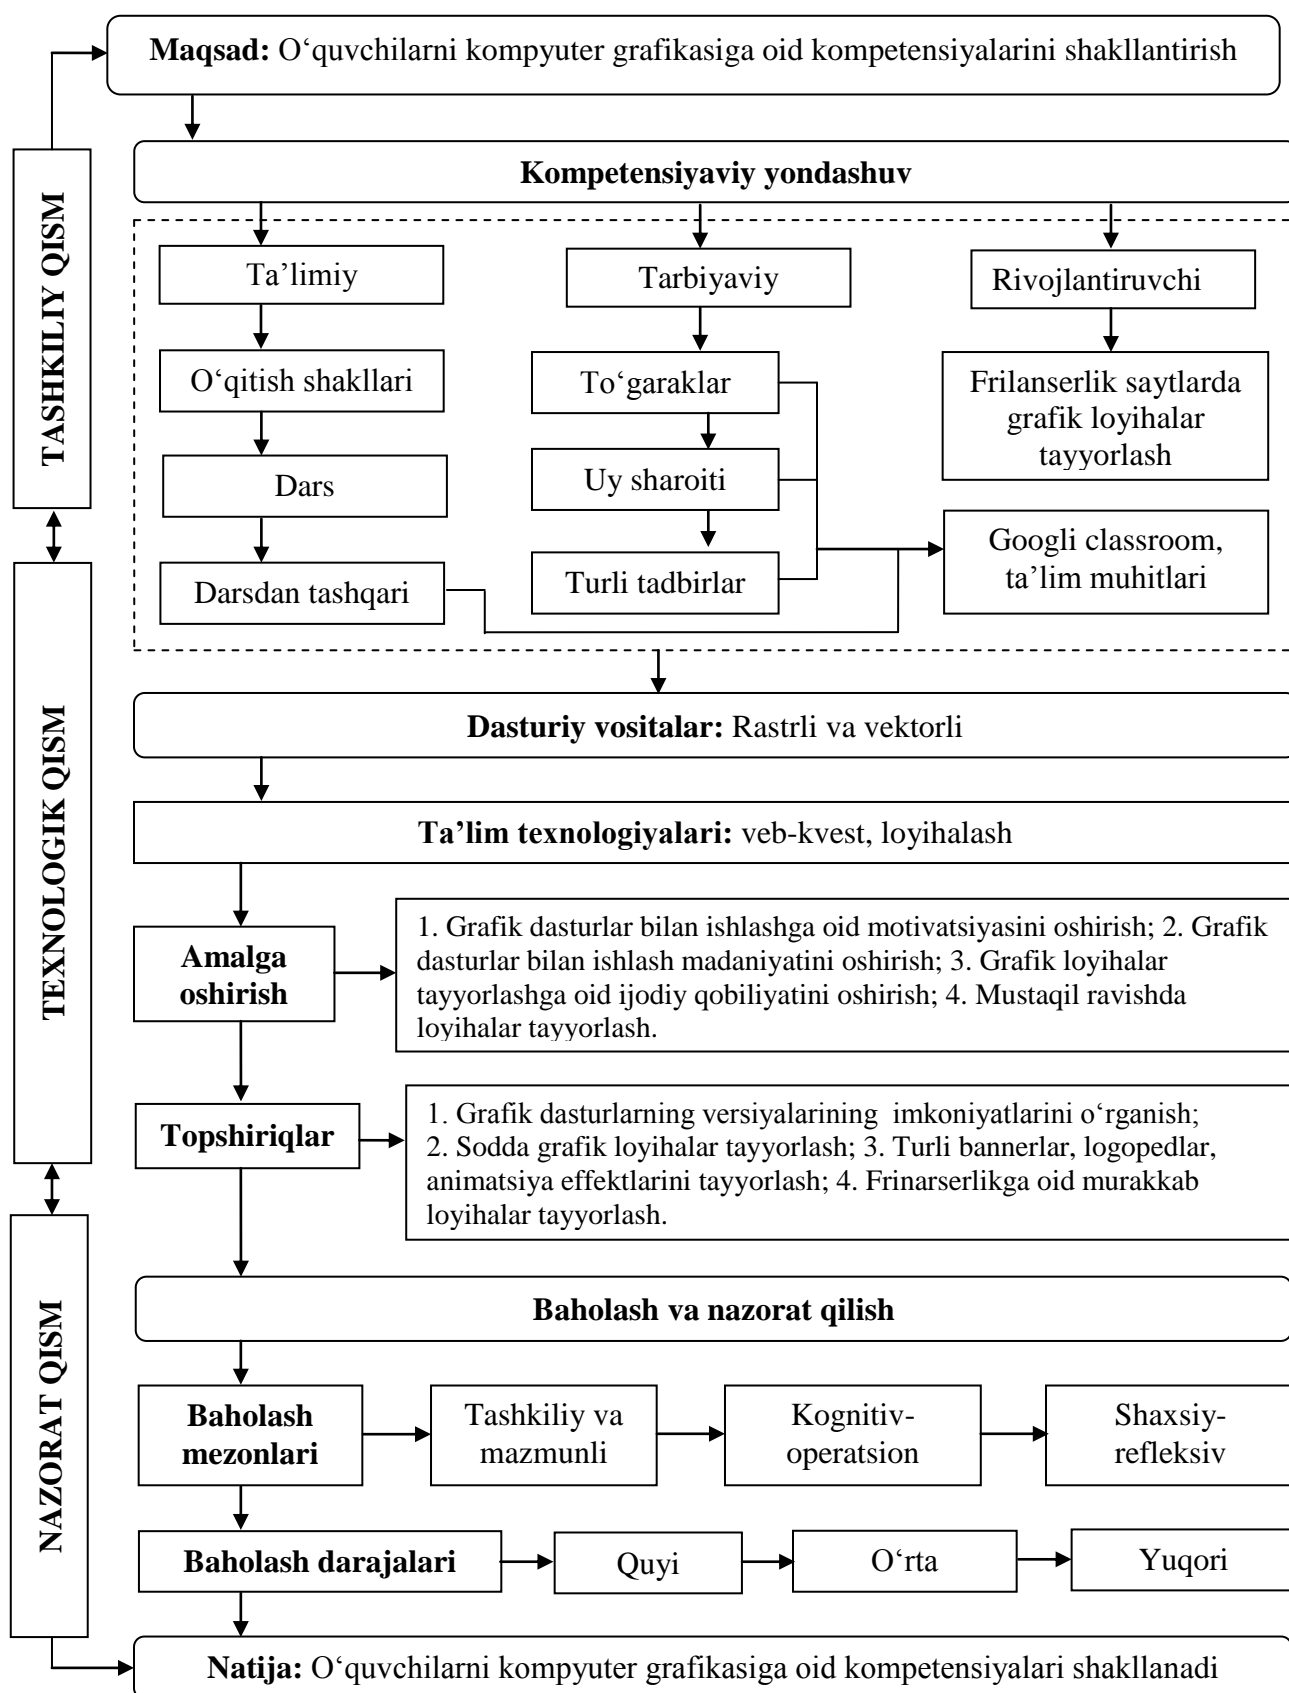 Maqsad: O‘quvchilarni kompyuter grafikasiga oid kompetensiyalarini shakllantirish
TASHKILIY QISM
Kompetensiyaviy yondashuv
Ta’limiy
Tarbiyaviy
Rivojlantiruvchi
O‘qitish shakllari
To‘garaklar
Frilanserlik saytlarda
grafik loyihalar
tayyorlash
Dars
Uy sharoiti
Darsdan tashqari
Turli tadbirlar
Googli classroom,
ta’lim muhitlari
TEXNOLOGIK QISM
Dasturiy vositalar: Rastrli va vektorli
Ta’lim texnologiyalari: veb-kvest, loyihalash
Amalga
oshirish
1. Grafik dasturlar bilan ishlashga oid motivatsiyasini oshirish; 2. Grafik
dasturlar bilan ishlash madaniyatini oshirish; 3. Grafik loyihalar
tayyorlashga oid ijodiy qobiliyatini oshirish; 4. Mustaqil ravishda
loyihalar tayyorlash.
Topshiriqlar
1. Grafik dasturlarning versiyalarining imkoniyatlarini o‘rganish;
2. Sodda grafik loyihalar tayyorlash; 3. Turli bannerlar, logopedlar,
animatsiya effektlarini tayyorlash; 4. Frinarserlikga oid murakkab
loyihalar tayyorlash.
NAZORAT QISM
Baholash va nazorat qilish
Baholash
mezonlari
Tashkiliy va
mazmunli
Kognitiv-
operatsion
Shaxsiy-
refleksiv
Baholash darajalari
Quyi
O‘rta
Yuqori
Natija: O‘quvchilarni kompyuter grafikasiga oid kompetensiyalari shakllanadi